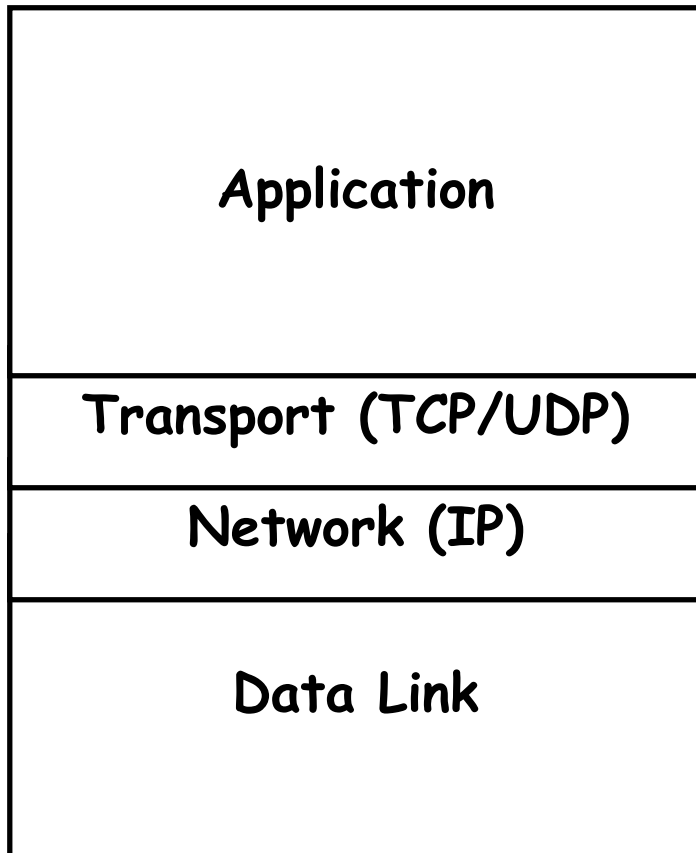 Application
Transport (TCP/UDP)
Network (IP)
Data Link